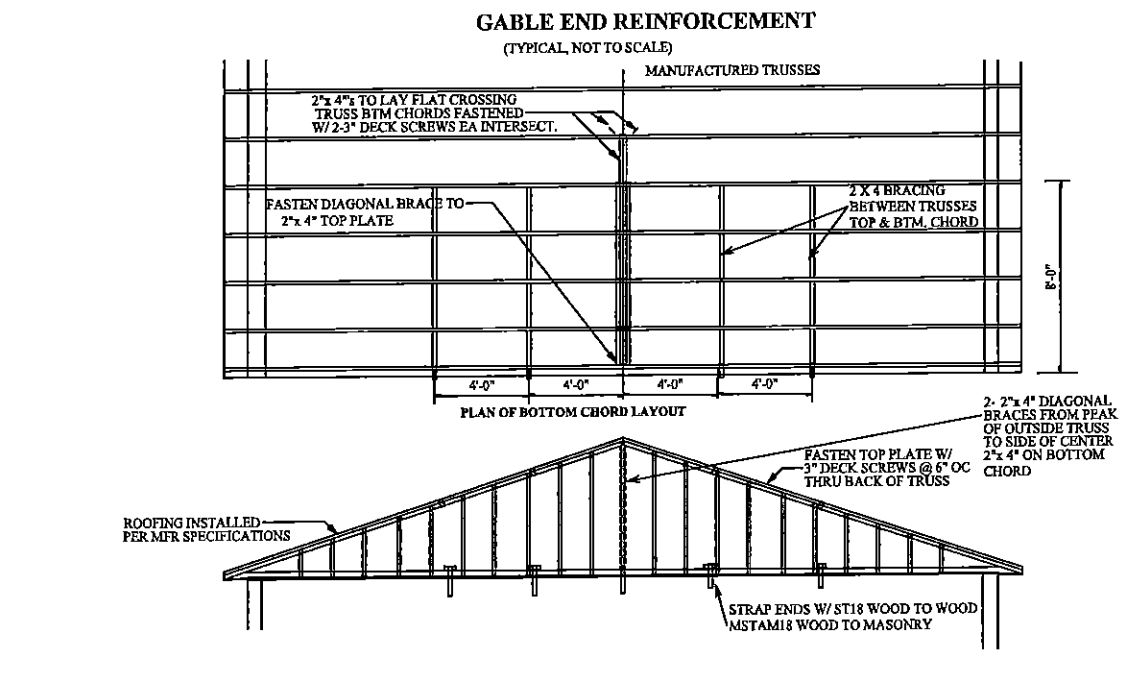 GABLE END REINFORCEMENT
(TYPICAL, NOT TO SCALE)
MANUFACTURED TRUSSES
2"x 4"'s TO LAY FLAT CROSSING
TRUSS BTM CHORDS FASTENED
W/ 2-3" DECK SCREWS EA INTERSECT.
FASTEN DIAGONAL BRACE TO
2"x 4" TOP PLATE
2 X 4 BRACING
BETWEEN TRUSSES
TOP & BTM. CHORD
8'-0"
4'-0"
4'-0"
4'-0"
4'-0"
PLAN OF BOTTOM CHORD LAYOUT
2- 2"x 4" DIAGONAL
BRACES FROM PEAK
OF OUTSIDE TRUSS
TO SIDE OF CENTER
2"x 4" ON BOTTOM
CHORD
FASTEN TOP PLATE W/
3" DECK SCREWS @ 6" OC
THRU BACK OF TRUSS
ROOFING INSTALLED
PER MFR SPECIFICATIONS
STRAP ENDS W/ ST18 WOOD TO WOOD
MSTAM18 WOOD TO MASONRY